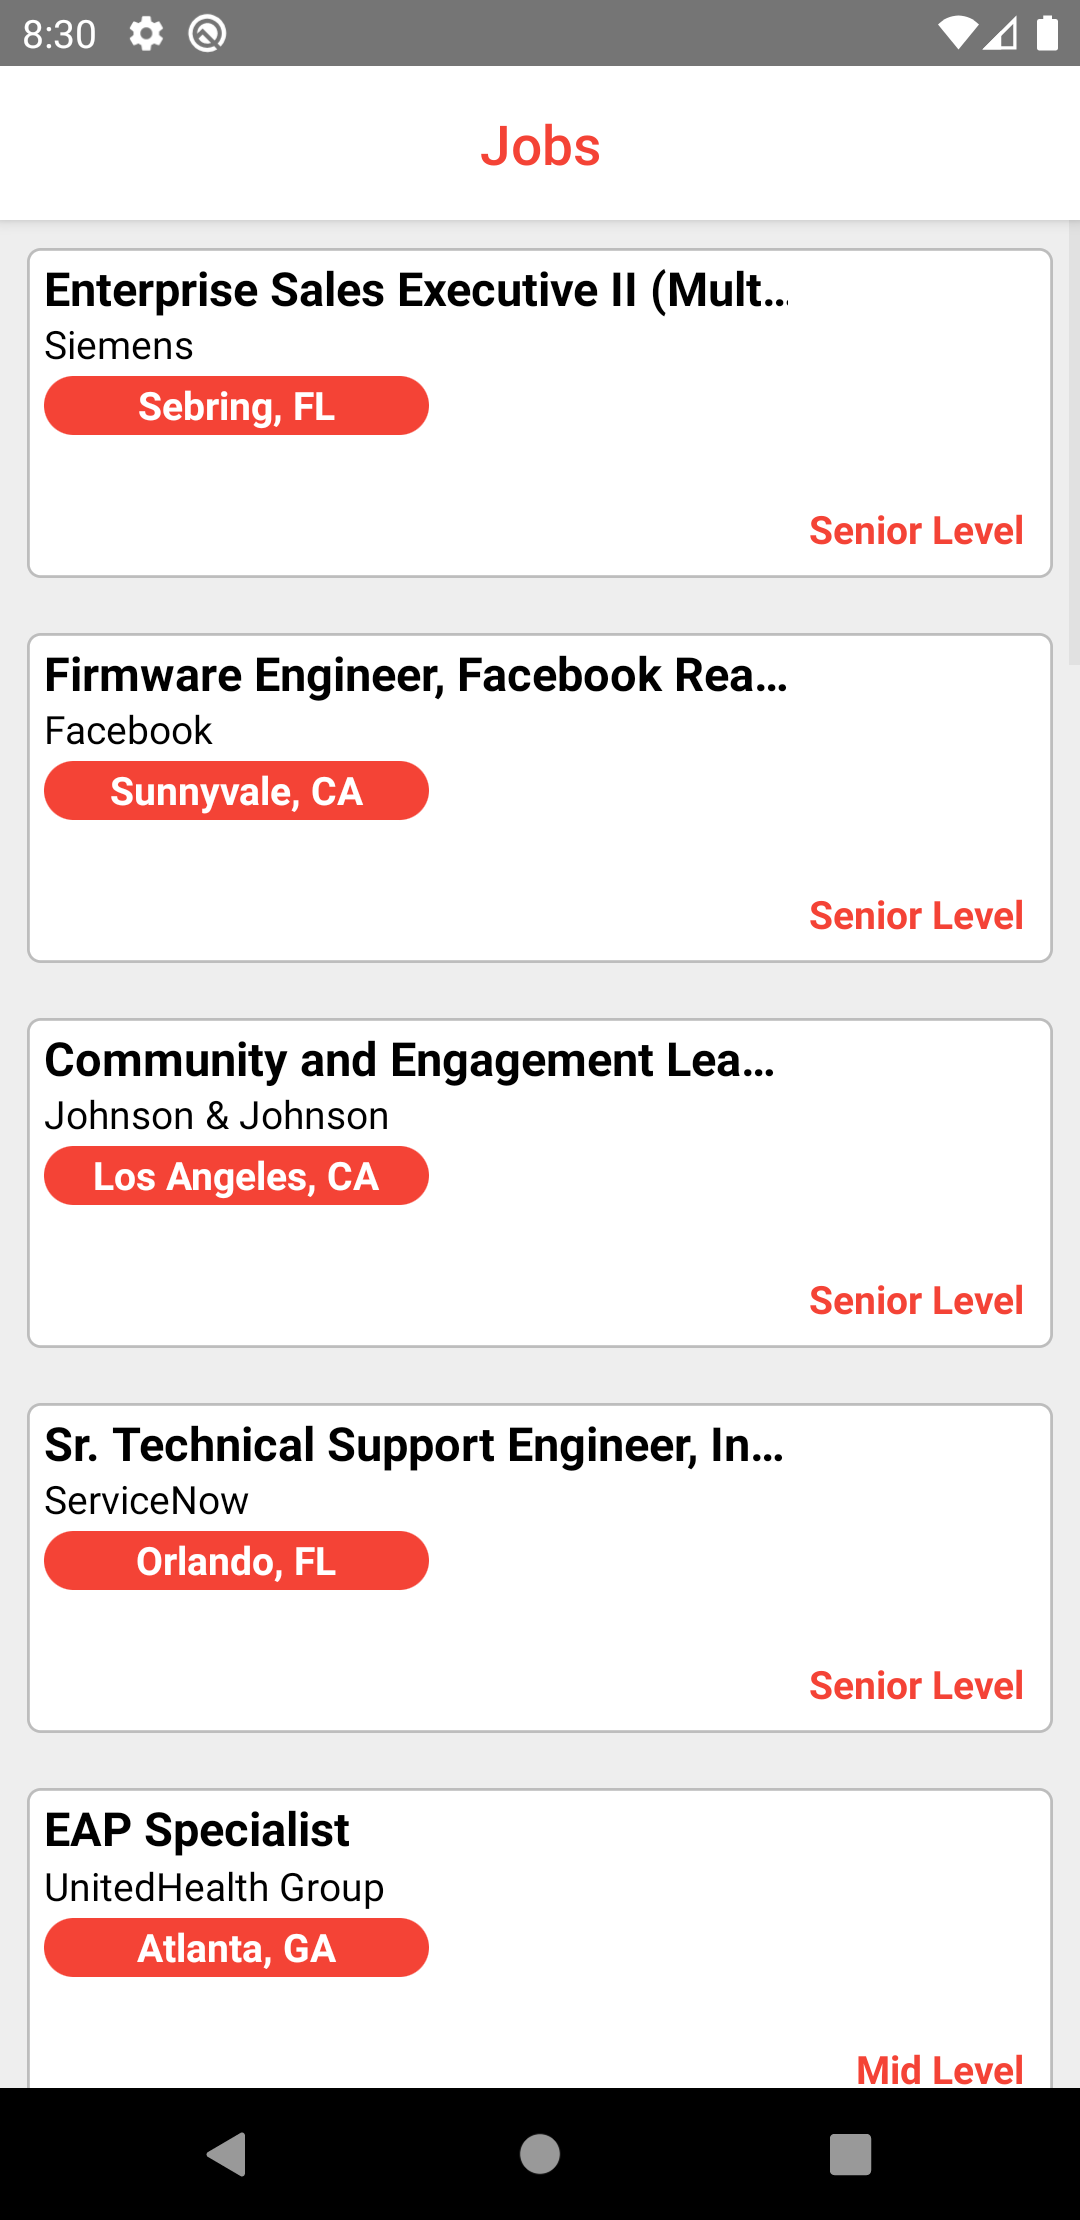 8:30
Jobs
Enterprise Sales Executive II (Mult...
Siemens
Sebring, FL
Senior Level
Firmware Engineer, Facebook Rea...
Facebook
Sunnyvale, CA
Senior Level
Community and Engagement Lea...
Johnson & Johnson
Los Angeles, CA
Senior Level
Sr. Technical Support Engineer, In...
ServiceNow
Orlando, FL
Senior Level
EAP Specialist
UnitedHealth Group
Atlanta, GA
Mid Level